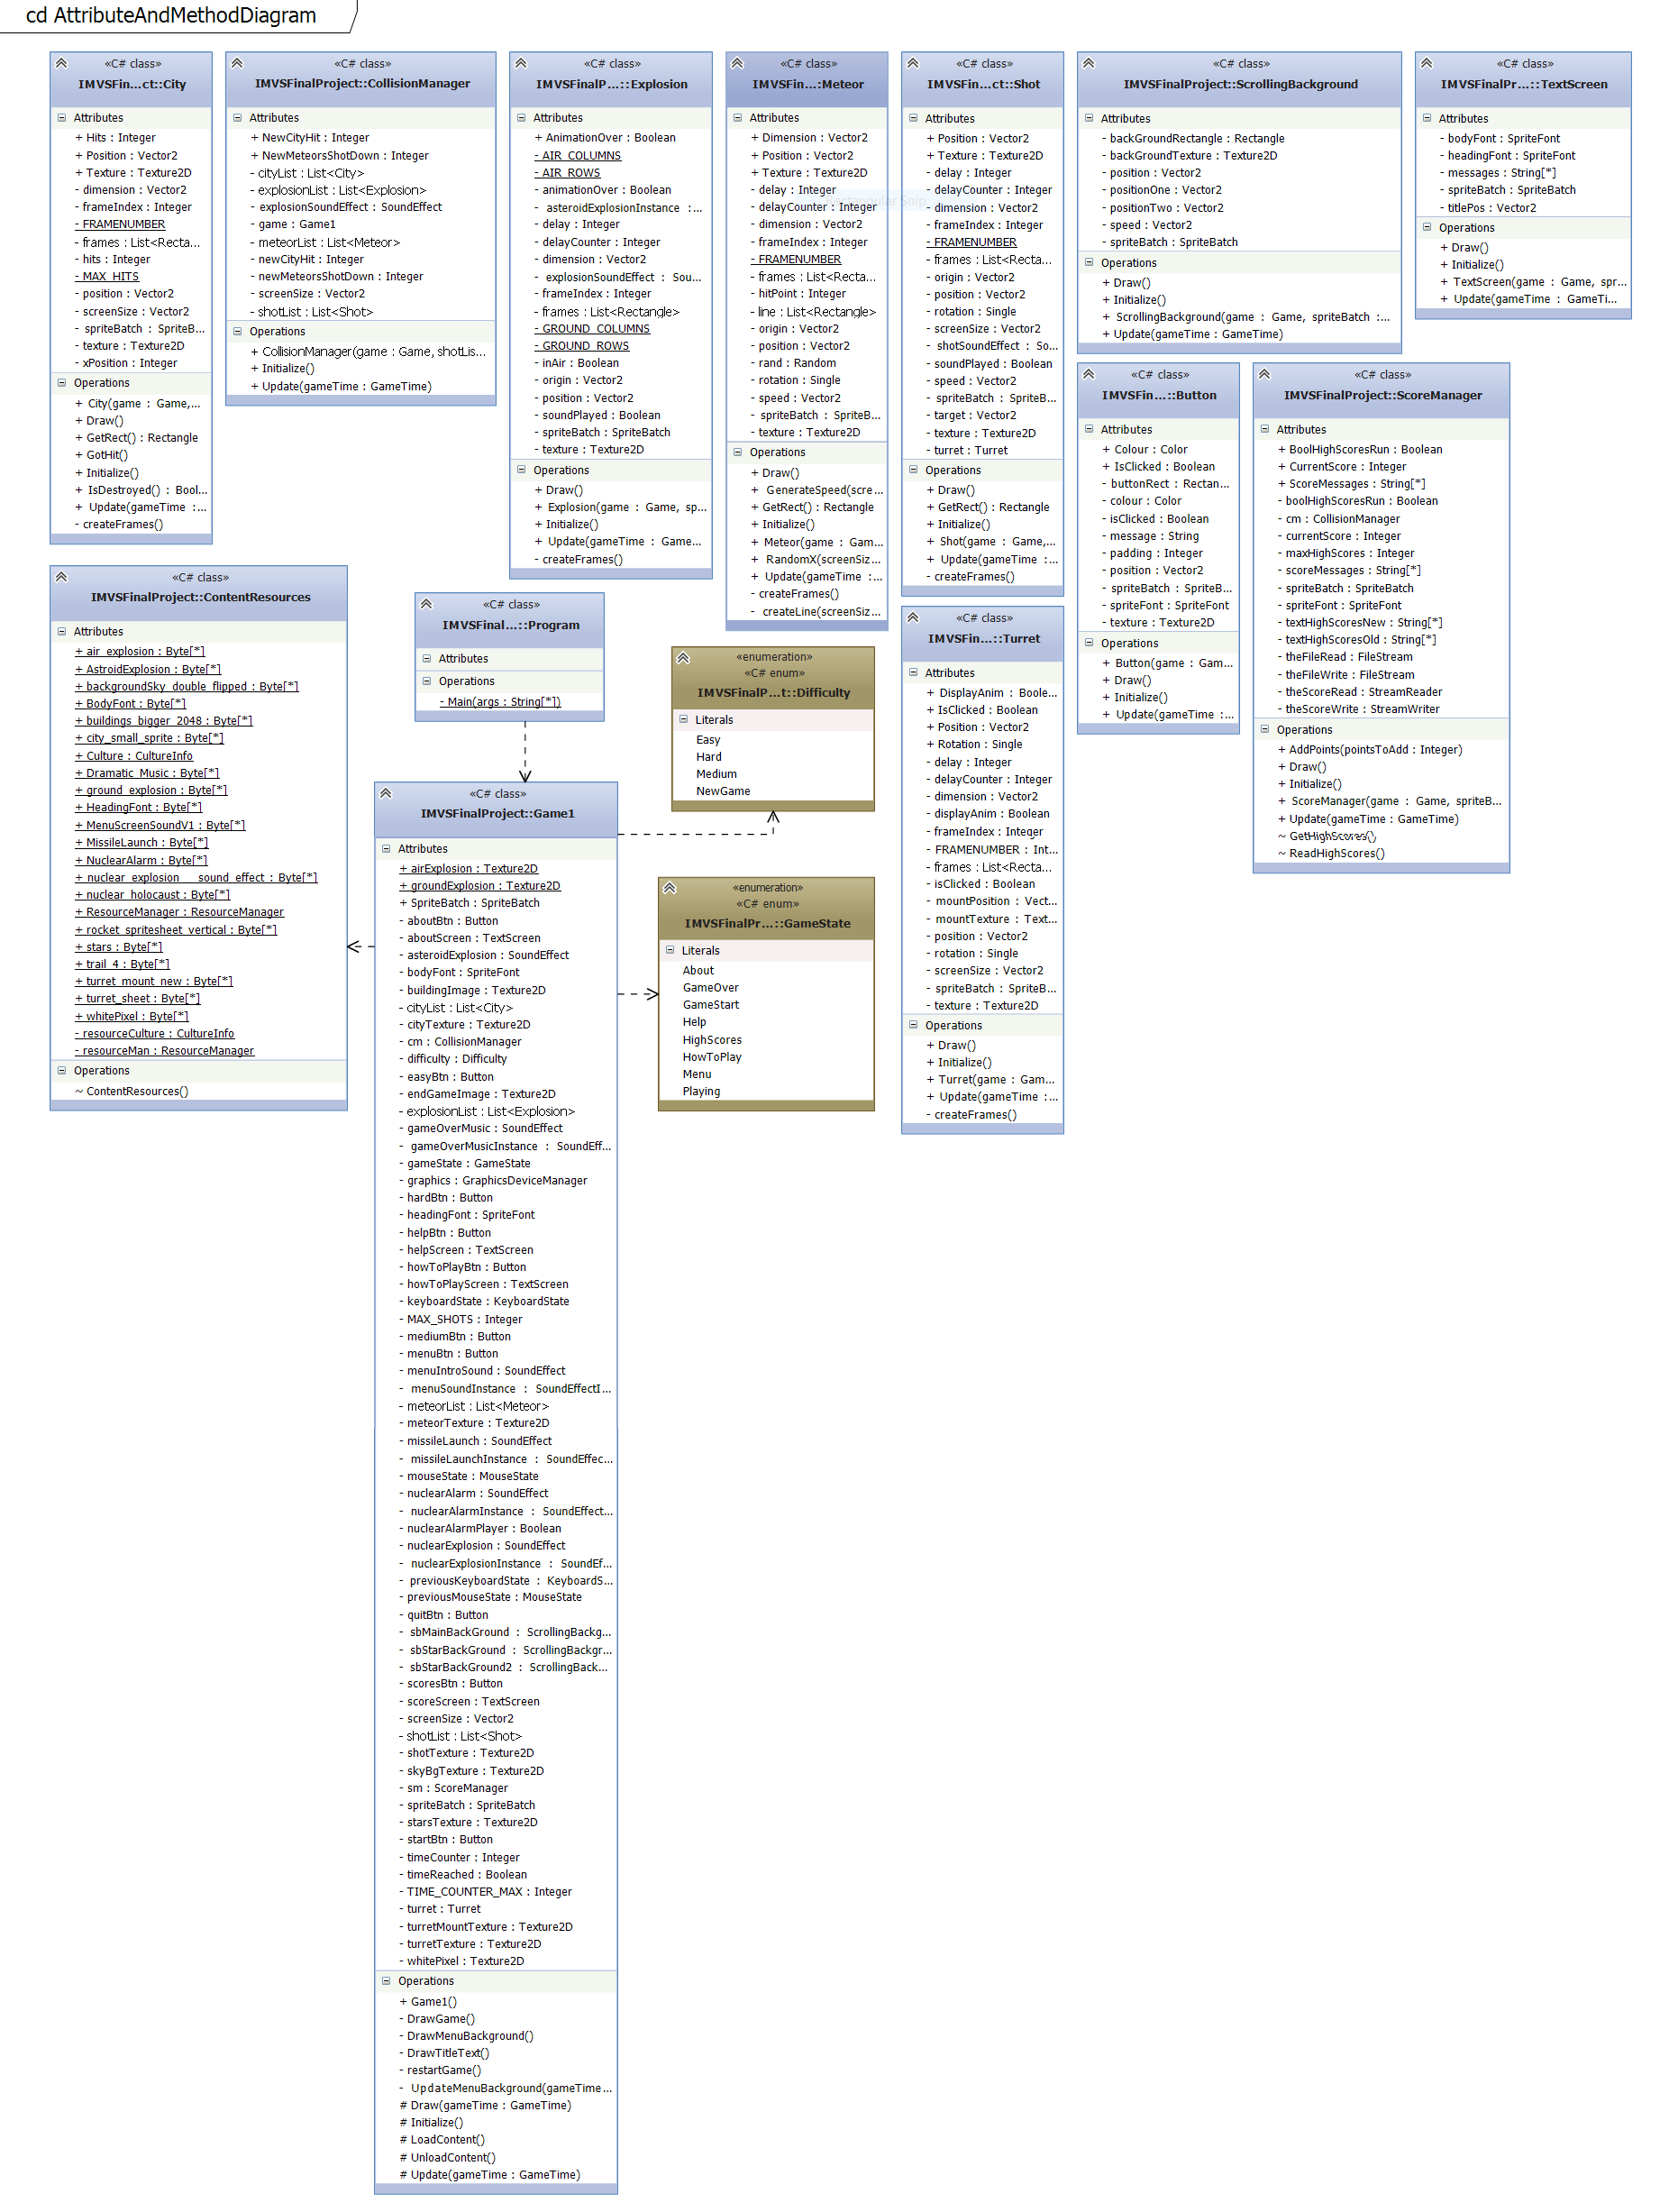 cd AttributeAndMethodDiagram
«C# class»
IMVSFin...ct::City
Attributes
+ Hits : Integer
+ Position : Vector2
+ Texture : Texture2D
- dimension : Vector2
- frameIndex : Integer
- FRAMENUMBER
- frames : List<Recta...
- hits : Integer
- MAX_HITS
- position : Vector2
- screenSize : Vector2
- spriteBatch : SpriteB...
- texture : Texture2D
- xPosition : Integer
Operations
+ City(game : Game,...
+ Draw()
+ GetRect() : Rectangle
+ GotHit()
+ Initialize()
+ IsDestroyed() : Bool...
+ Update(gameTime :...
- createFrames()
«C# class»
IMVSFinalProject::CollisionManager
Attributes
+ NewCityHit : Integer
+ NewMeteorsShotDown : Integer
- cityList : List<City>
- explosionList : List<Explosion>
- explosionSoundEffect : SoundEffect
- game : Game1
- meteorList : List<Meteor>
- newCityHit : Integer
- newMeteorsShotDown : Integer
- screenSize : Vector2
- shotList : List<Shot>
Operations
+ CollisionManager(game : Game, shotLis...
+ Initialize()
+ Update(gameTime : GameTime)
«C# class»
IMVSFinalP...::Explosion
Attributes
+ AnimationOver : Boolean
- AIR_COLUMNS
- AIR_ROWS
- animationOver : Boolean
- asteroidExplosionInstance :...
- delay : Integer
- delayCounter : Integer
- dimension : Vector2
- explosionSoundEffect : Sou...
- frameIndex : Integer
- frames : List<Rectangle>
- GROUND_COLUMNS
- GROUND_ROWS
- inAir : Boolean
- origin : Vector2
- position : Vector2
- soundPlayed : Boolean
- spriteBatch : SpriteBatch
- texture : Texture2D
Operations
+ Draw()
+ Explosion(game : Game, sp...
+ Initialize()
+ Update(gameTime : Game...
- createFrames()
«C# class»
IMVSFin...::Meteor
Attributes
+ Dimension : Vector2
+ Position : Vector2
+ Texture : Texture2D
- delay : Integer
- delayCounter : Integer
- dimension : Vector2
- frameIndex : Integer
- FRAMENUMBER
- frames : List<Recta...
- hitPoint : Integer
- line : List<Rectangle>
- origin : Vector2
- position : Vector2
- rand : Random
- rotation : Single
- speed : Vector2
- spriteBatch : SpriteB...
- texture : Texture2D
Operations
+ Draw()
+ GenerateSpeed(scre...
+ GetRect() : Rectangle
+ Initialize()
+ Meteor(game : Gam...
+ RandomX(screenSiz...
+ Update(gameTime :...
- createFrames()
- createLine(screenSiz...
Rectangular Snip
«C# class»
IMVSFin...ct::Shot
Attributes
+ Position : Vector2
+ Texture : Texture2D
- delay : Integer
- delayCounter : Integer
- dimension : Vector2
- frameIndex : Integer
- FRAMENUMBER
- frames : List<Recta...
- origin : Vector2
- position : Vector2
- rotation : Single
- screenSize : Vector2
- shotSoundEffect : So...
- soundPlayed : Boolean
- speed : Vector2
- spriteBatch : SpriteB...
- target : Vector2
- texture : Texture2D
- turret : Turret
Operations
+ Draw()
+ GetRect() : Rectangle
+ Initialize()
+ Shot(game : Game,...
+ Update(gameTime :...
- createFrames()
«C# class»
IMVSFinalProject::ScrollingBackground
Attributes
- backGroundRectangle : Rectangle
- backGroundTexture : Texture2D
- position : Vector2
- positionOne : Vector2
- positionTwo : Vector2
- speed : Vector2
- spriteBatch : SpriteBatch
Operations
+ Draw()
+ Initialize()
+ ScrollingBackground(game : Game, spriteBatch :...
+ Update(gameTime : GameTime)
«C# class»
IMVSFinalPr...::TextScreen
Attributes
- bodyFont : SpriteFont
- headingFont : SpriteFont
- messages : String[*]
- spriteBatch : SpriteBatch
- titlePos : Vector2
Operations
+ Draw()
+ Initialize()
+ TextScreen(game : Game, spr...
+ Update(gameTime : GameTi...
«C# class»
IMVSFin...::Button
Attributes
+ Colour : Color
+ IsClicked : Boolean
- buttonRect : Rectan...
- colour : Color
- isClicked : Boolean
- message : String
- padding : Integer
- position : Vector2
- spriteBatch : SpriteB...
- spriteFont : SpriteFont
- texture : Texture2D
Operations
+ Button(game : Gam...
+ Draw()
+ Initialize()
+ Update(gameTime :...
«C# class»
IMVSFinalProject::ScoreManager
Attributes
+ BoolHighScoresRun : Boolean
+ CurrentScore : Integer
+ ScoreMessages : String[*]
- boolHighScoresRun : Boolean
- cm : CollisionManager
- currentScore : Integer
- maxHighScores : Integer
- scoreMessages : String[*]
- spriteBatch : SpriteBatch
- spriteFont : SpriteFont
- textHighScoresNew : String[*]
- textHighScoresOld : String[*]
- theFileRead : FileStream
- theFileWrite : FileStream
- theScoreRead : StreamReader
- theScoreWrite : StreamWriter
Operations
+ AddPoints(pointsToAdd : Integer)
+ Draw()
+ Initialize()
+ ScoreManager(game : Game, spriteB...
+ Update(gameTime : GameTime)
~ GetHighScores()
~ ReadHighScores()
«C# class»
IMVSFinalProject::ContentResources
Attributes
+ air_explosion : Byte[*]
+ AstroidExplosion : Byte[*]
+ backgroundSky_double_flipped : Byte[*]
+ BodyFont : Byte[*]
+ buildings_bigger_2048 : Byte[*]
+ city_small_sprite : Byte[*]
+ Culture : CultureInfo
+ Dramatic_Music : Byte[*]
+ ground_explosion : Byte[*]
+ HeadingFont : Byte[*]
+ MenuScreenSoundV1 : Byte[*]
+ MissileLaunch : Byte[*]
+ NuclearAlarm : Byte[*]
+ nuclear_explosion___sound_effect : Byte[*]
+ nuclear_holocaust : Byte[*]
+ ResourceManager : ResourceManager
+ rocket_spritesheet_vertical : Byte[*]
+ stars : Byte[*]
+ trail_4 : Byte[*]
+ turret_mount_new : Byte[*]
+ turret_sheet : Byte[*]
+ whitePixel : Byte[*]
- resourceCulture : CultureInfo
- resourceMan : ResourceManager
Operations
~ ContentResources()
«C# class»
IMVSFinal...::Program
Attributes
Operations
- Main(args : String[*])
«enumeration»
«C# enum»
IMVSFinalP...t::Difficulty
Literals
Easy
Hard
Medium
NewGame
«enumeration»
«C# enum»
IMVSFinalPr...::GameState
Literals
About
GameOver
GameStart
Help
HighScores
HowToPlay
Menu
Playing
«C# class»
IMVSFin...::Turret
Attributes
+ DisplayAnim : Boole...
+ IsClicked : Boolean
+ Position : Vector2
+ Rotation : Single
- delay : Integer
- delayCounter : Integer
- dimension : Vector2
- displayAnim : Boolean
- frameIndex : Integer
- FRAMENUMBER : Int...
- frames : List<Recta...
- isClicked : Boolean
- mountPosition : Vect...
- mountTexture : Text...
- position : Vector2
- rotation : Single
- screenSize : Vector2
- spriteBatch : SpriteB...
- texture : Texture2D
Operations
+ Draw()
+ Initialize()
+ Turret(game : Gam...
+ Update(gameTime :...
- createFrames()
«C# class»
IMVSFinalProject::Game1
Attributes
+ airExplosion : Texture2D
+ groundExplosion : Texture2D
+ SpriteBatch : SpriteBatch
- aboutBtn : Button
- aboutScreen : TextScreen
- asteroidExplosion : SoundEffect
- bodyFont : SpriteFont
- buildingImage : Texture2D
- cityList : List<City>
- cityTexture : Texture2D
- cm : CollisionManager
- difficulty : Difficulty
- easyBtn : Button
- endGameImage : Texture2D
- explosionList : List<Explosion>
- gameOverMusic : SoundEffect
- gameOverMusicInstance : SoundEff...
- gameState : GameState
- graphics : GraphicsDeviceManager
- hardBtn : Button
- headingFont : SpriteFont
- helpBtn : Button
- helpScreen : TextScreen
- howToPlayBtn : Button
- howToPlayScreen : TextScreen
- keyboardState : KeyboardState
- MAX_SHOTS : Integer
- mediumBtn : Button
- menuBtn : Button
- menuIntroSound : SoundEffect
- menuSoundInstance : SoundEffectI...
- meteorList : List<Meteor>
- meteorTexture : Texture2D
- missileLaunch : SoundEffect
- missileLaunchInstance : SoundEffec...
- mouseState : MouseState
- nuclearAlarm : SoundEffect
- nuclearAlarmInstance : SoundEffect...
- nuclearAlarmPlayer : Boolean
- nuclearExplosion : SoundEffect
- nuclearExplosionInstance : SoundEf...
- previousKeyboardState : KeyboardS...
- previousMouseState : MouseState
- quitBtn : Button
- sbMainBackGround : ScrollingBackg...
- sbStarBackGround : ScrollingBackgr...
- sbStarBackGround2 : ScrollingBack...
- scoresBtn : Button
- scoreScreen : TextScreen
- screenSize : Vector2
- shotList : List<Shot>
- shotTexture : Texture2D
- skyBgTexture : Texture2D
- sm : ScoreManager
- spriteBatch : SpriteBatch
- starsTexture : Texture2D
- startBtn : Button
- timeCounter : Integer
- timeReached : Boolean
- TIME_COUNTER_MAX : Integer
- turret : Turret
- turretMountTexture : Texture2D
- turretTexture : Texture2D
- whitePixel : Texture2D
Operations
+ Game1()
- DrawGame()
- DrawMenuBackground()
- DrawTitleText()
- restartGame()
- UpdateMenuBackground(gameTime...
# Draw(gameTime : GameTime)
# Initialize()
# LoadContent()
# UnloadContent()
# Update(gameTime : GameTime)